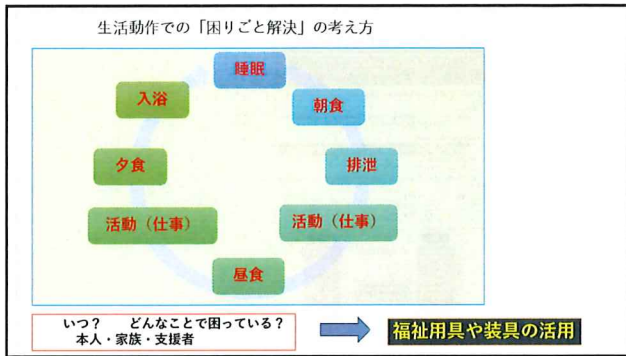 生活動作での「困りごと解決」の考え方
睡眠
朝食
排泄
活動（仕事）
昼食
活動（仕事）
夕食
入浴
いつ？　どんなことで困っている？
本人・家族・支援者
福祉用具や装具の活用